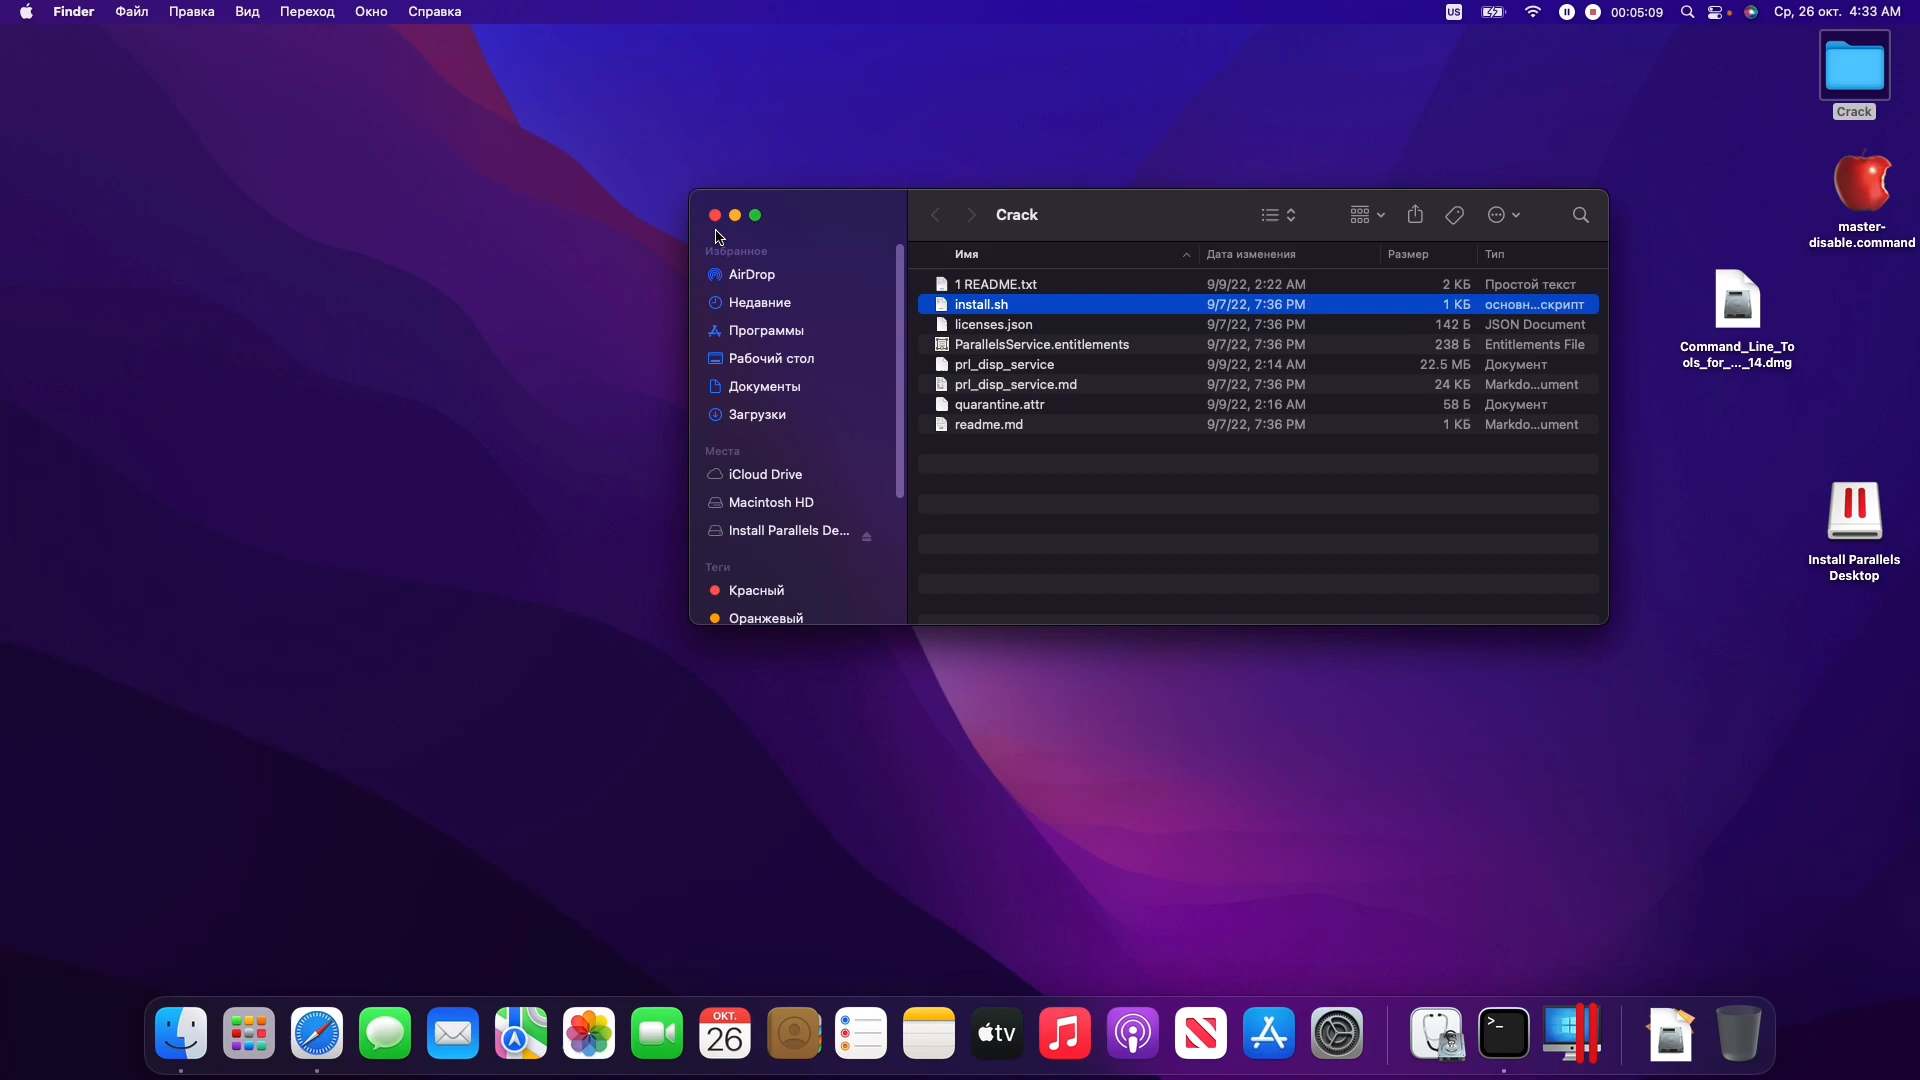 Finder Файл Правка Вид Переход Окно Справка
US 00:05:09 Ср, 26 окт. 4:33 AM
Crack
master-
disable.command
Command_Line_To
ols_for_..._14.dmg
Install Parallels
Desktop
Crack
Избранное
AirDrop
Недавние
Программы
Рабочий стол
Документы
Загрузки
Места
iCloud Drive
Macintosh HD
Install Parallels De...
Теги
Красный
Оранжевый
Имя Дата изменения Размер Тип
1 README.txt 9/9/22, 2:22 AM 2 КБ Простой текст
install.sh 9/7/22, 7:36 PM 1 КБ основн...скрипт
licenses.json 9/7/22, 7:36 PM 142 Б JSON Document
ParallelsService.entitlements 9/7/22, 7:36 PM 238 Б Entitlements File
prl_disp_service 9/9/22, 2:14 AM 22.5 МБ Документ
prl_disp_service.md 9/7/22, 7:36 PM 24 КБ Markdo...ument
quarantine.attr 9/9/22, 2:16 AM 58 Б Документ
readme.md 9/7/22, 7:36 PM 1 КБ Markdo...ument
ОКТ.
26
tv
>_